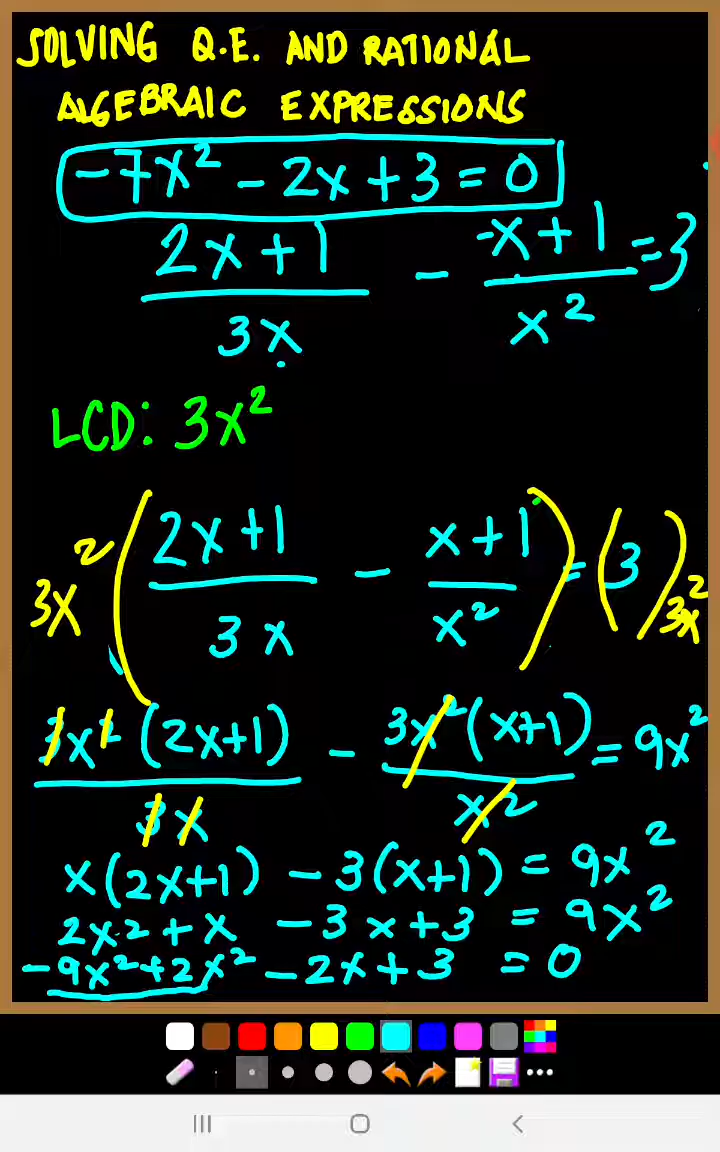 SOLVING Q.E. AND RATIONAL
ALGEBRAIC EXPRESSIONS
-7x² - 2x + 3 = 0
(2x + 1)/(3x) - (x + 1)/(x²) = 3
LCD: 3x²
3x² ((2x+1)/(3x) - (x+1)/(x²)) = (3) 3x²
(3x² (2x+1))/(3x) - (3x² (x+1))/(x²) = 9x²
x(2x+1) - 3(x+1) = 9x²
2x² + x - 3x + 3 = 9x²
-9x² + 2x² - 2x + 3 = 0